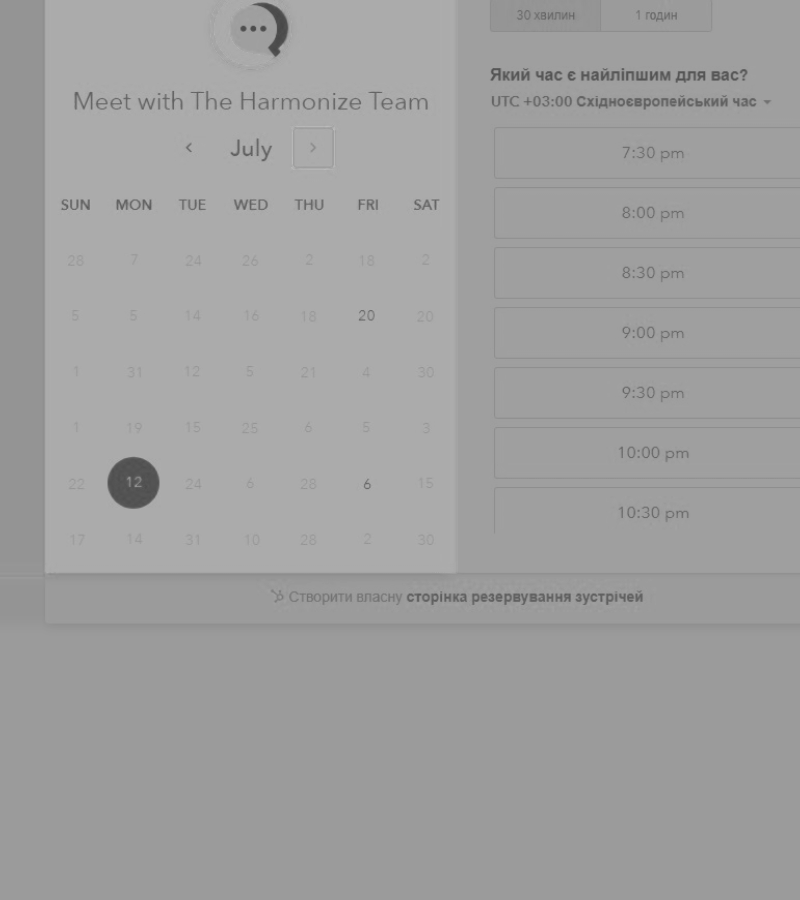 30 хвилин 1 годин
Який час є найліпшим для вас?
Meet with The Harmonize Team
UTC +03:00 Східноєвропейський час
July
7:30 pm
SUN MON TUE WED THU FRI SAT
8:00 pm
28 7 24 26 2 18 2
8:30 pm
5 5 14 16 18 20 20
9:00 pm
1 31 12 5 21 4 30
9:30 pm
1 19 15 25 6 5 3
10:00 pm
22 12 24 6 28 6 15
10:30 pm
17 14 31 10 28 2 30
Створити власну сторінка резервування зустрічей